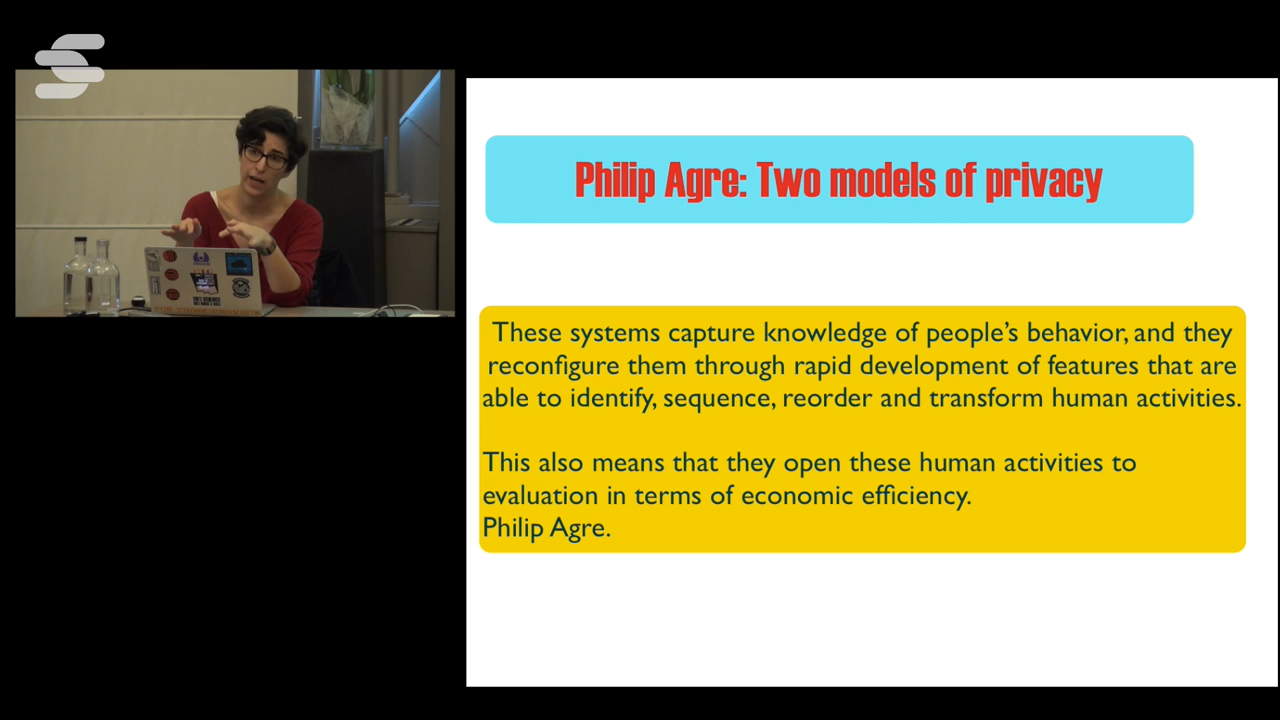 Philip Agre: Two models of privacy
These systems capture knowledge of people's behavior, and they
reconfigure them through rapid development of features that are
able to identify, sequence, reorder and transform human activities.
This also means that they open these human activities to
evaluation in terms of economic efficiency.
Philip Agre.